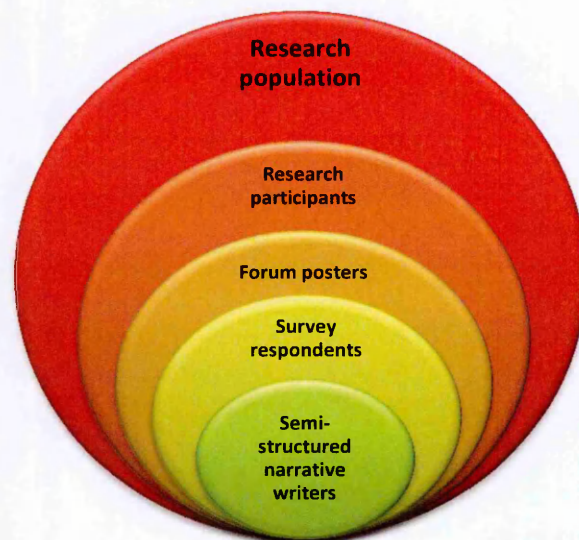 Research
population
Research
participants
Forum posters
Survey
respondents
Semi-
structured
narrative
writers